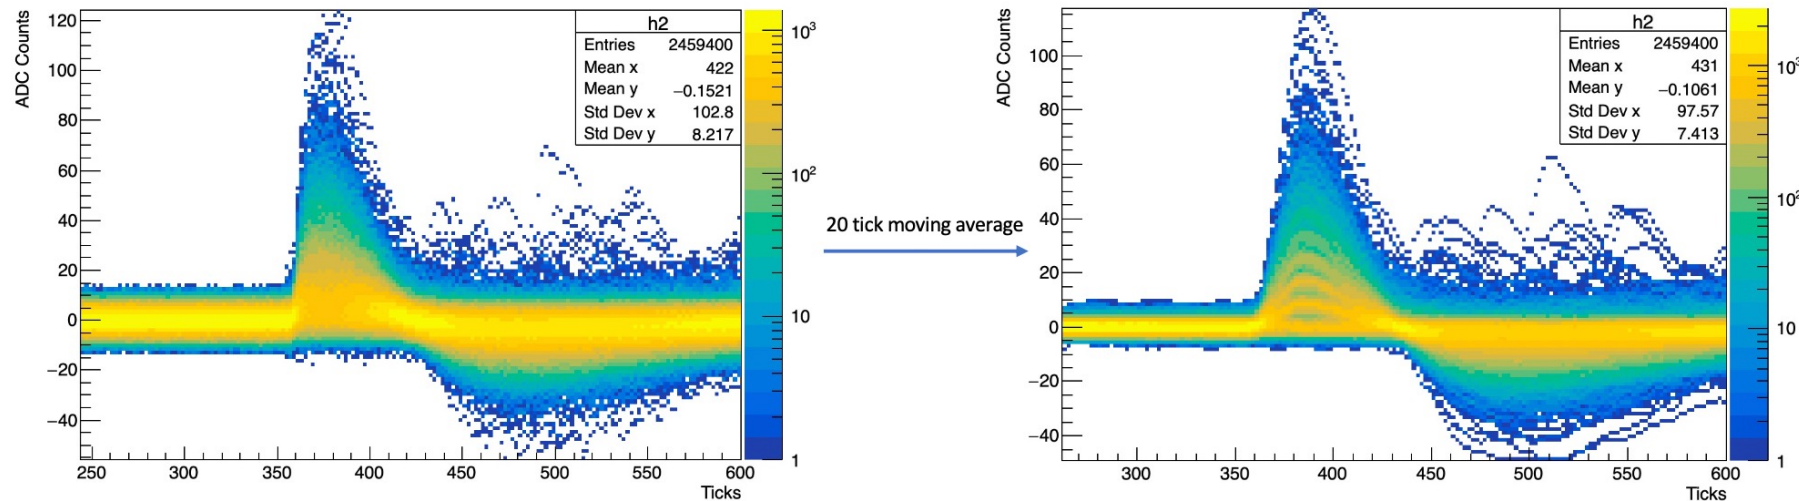 h2
Entries 2459400
Mean x 422
Mean y −0.1521
Std Dev x 102.8
Std Dev y 8.217
ADC Counts
120
100
80
60
40
20
0
−20
−40
250 300 350 400 450 500 550 600
Ticks
10³
10²
10
1
20 tick moving average
h2
Entries 2459400
Mean x 431
Mean y −0.1061
Std Dev x 97.57
Std Dev y 7.413
ADC Counts
100
80
60
40
20
0
−20
−40
300 350 400 450 500 550 600
Ticks
10³
10²
10
1